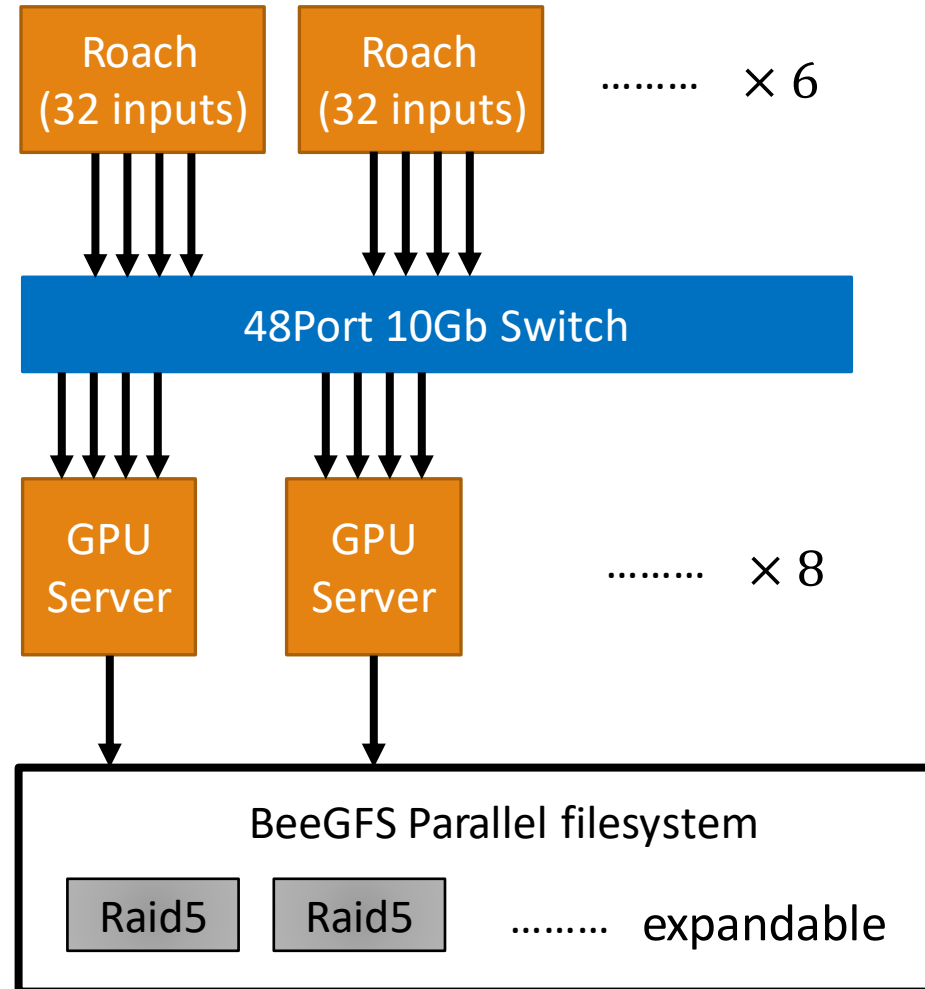 Roach
(32 inputs)
Roach
(32 inputs)
......... × 6
48Port 10Gb Switch
GPU
Server
GPU
Server
......... × 8
BeeGFS Parallel filesystem
Raid5
Raid5
......... expandable